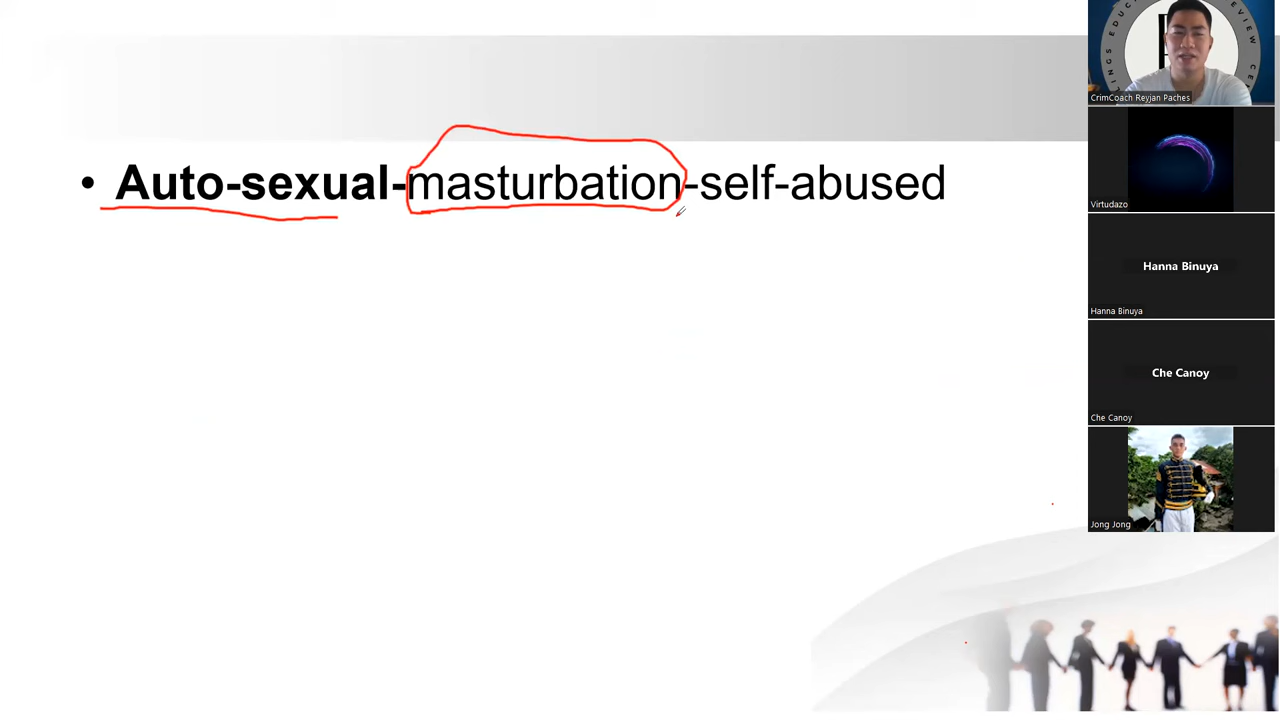 • Auto-sexual-masturbation-self-abused
CrimCoach Reyjan Paches
Virtudazo
Hanna Binuya
Hanna Binuya
Che Canoy
Che Canoy
Jong Jong